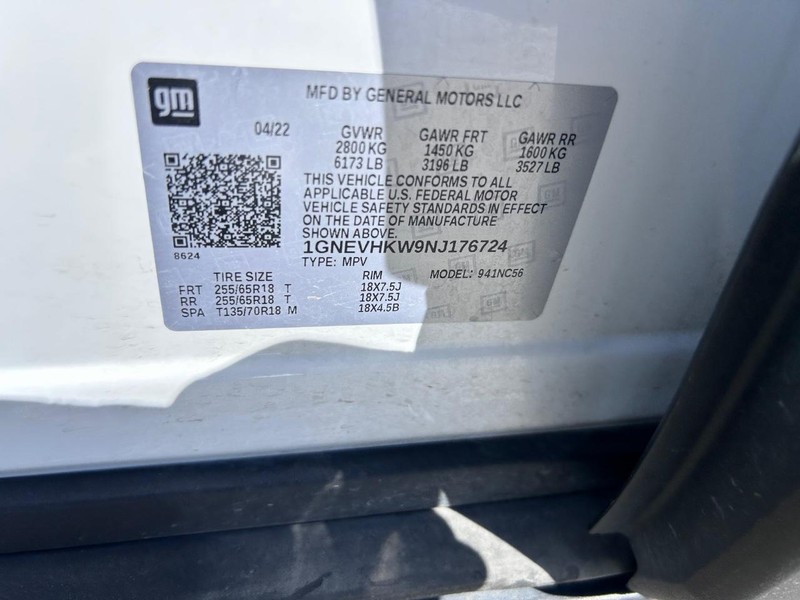 gm
MFD BY GENERAL MOTORS LLC
04/22 GVWR GAWR FRT GAWR RR
2800 KG 1450 KG 1600 KG
6173 LB 3196 LB 3527 LB
THIS VEHICLE CONFORMS TO ALL
APPLICABLE U.S. FEDERAL MOTOR
VEHICLE SAFETY STANDARDS IN EFFECT
ON THE DATE OF MANUFACTURE
SHOWN ABOVE.
8624 1GNEVHKW9NJ176724
TYPE: MPV MODEL: 941NC56
TIRE SIZE RIM
FRT 255/65R18 T 18X7.5J
RR 255/65R18 T 18X7.5J
SPA T135/70R18 M 18X4.5B